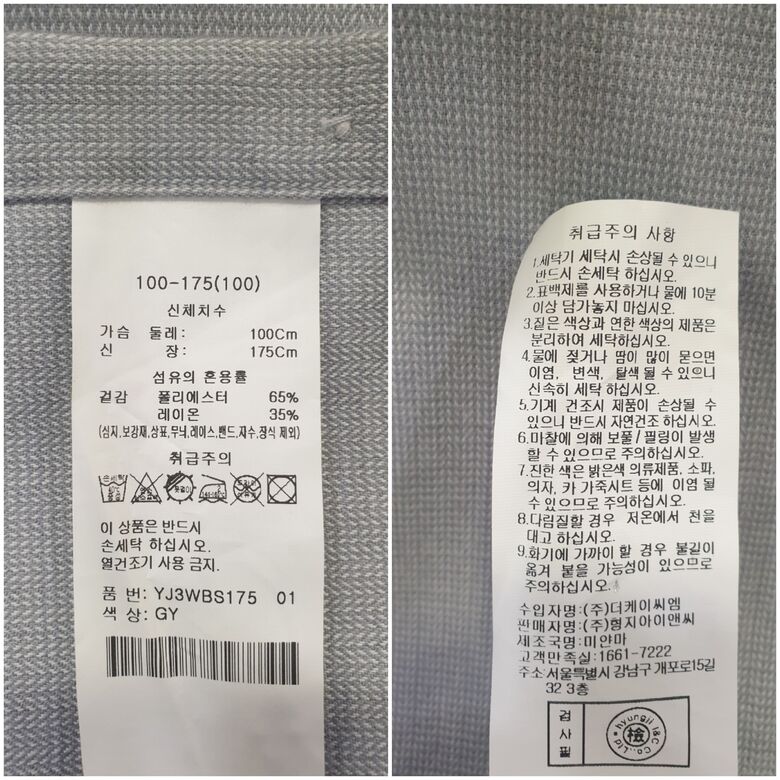 100-175(100)
신체치수
가슴 둘레: 100Cm
신 장: 175Cm
섬유의 혼용률
겉감 폴리에스터 65%
레이온 35%
(심지,보강재,상표,무늬,레이스,밴드,자수,장식 제외)
취급주의
손세탁
이 상품은 반드시
손세탁 하십시오.
열건조기 사용 금지.
품 번: YJ3WBS175 01
색 상: GY
취급주의 사항
1.세탁기 세탁시 손상될 수 있으니
반드시 손세탁 하십시오.
2.표백제를 사용하거나 물에 10분
이상 담가놓지 마십시오.
3.짙은 색상과 연한 색상의 제품은
분리하여 세탁하십시오.
4.물에 젖거나 땀이 많이 묻으면
이염, 변색, 탈색 될 수 있으니
신속히 세탁 하십시오.
5.기계 건조시 제품이 손상될 수
있으니 반드시 자연건조 하십시오.
6.마찰에 의해 보풀/필링이 발생
할 수 있으므로 주의하십시오.
7.진한 색은 밝은색 의류제품, 소파,
의자, 카 가죽시트 등에 이염 될
수 있으므로 주의하십시오.
8.다림질할 경우 저온에서 천을
대고 하십시오.
9.화기에 가까이 할 경우 불길이
옮겨 붙을 가능성이 있으므로
주의하십시오.
수입자명:(주)더케이씨엠
판매자명:(주)형지아이앤씨
제조국명:미얀마
고객만족실:1661-7222
주소:서울특별시 강남구 개포로15길
32 3층
검사필
hyungji I&C Co.,Ltd
檢